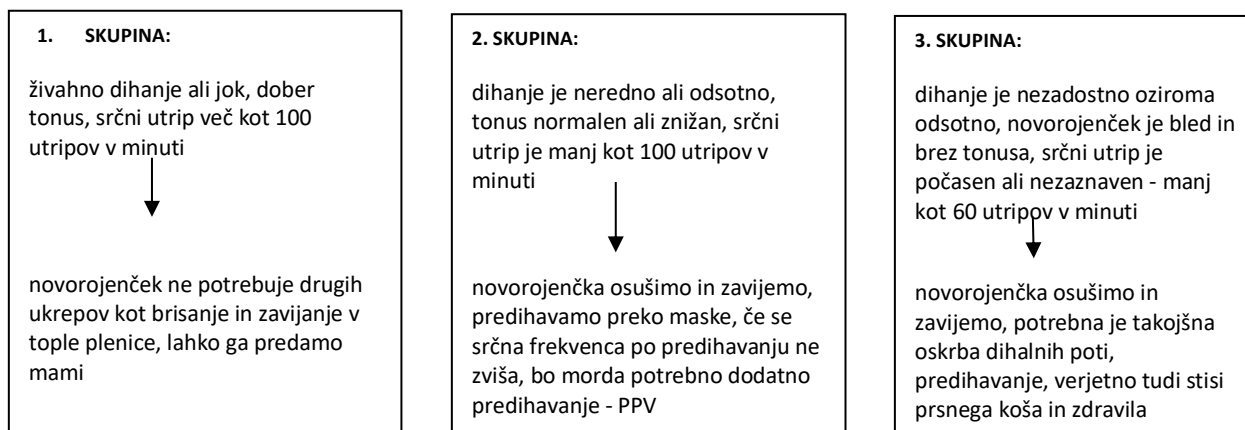 1. SKUPINA:
živahno dihanje ali jok, dober
tonus, srčni utrip več kot 100
utripov v minuti
novorojenček ne potrebuje drugih
ukrepov kot brisanje in zavijanje v
tople plenice, lahko ga predamo
mami
2. SKUPINA:
dihanje je neredno ali odsotno,
tonus normalen ali znižan, srčni
utrip je manj kot 100 utripov v
minuti
novorojenčka osušimo in zavijemo,
predihavamo preko maske, če se
srčna frekvenca po predihavanju ne
zviša, bo morda potrebno dodatno
predihavanje - PPV
3. SKUPINA:
dihanje je nezadostno oziroma
odsotno, novorojenček je bled in
brez tonusa, srčni utrip je
počasen ali nezaznaven - manj
kot 60 utripov v minuti
novorojenčka osušimo in
zavijemo, potrebna je takojšna
oskrba dihalnih poti,
predihavanje, verjetno tudi stisi
prsnega koša in zdravila